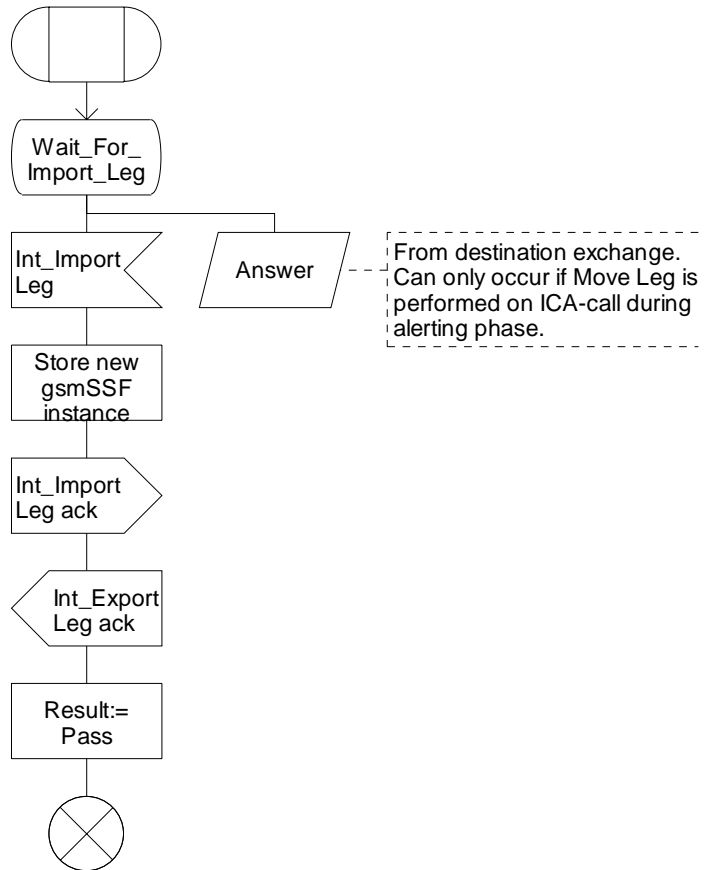 Wait_For_
Import_Leg
Int_Import
Leg
Answer
From destination exchange.
Can only occur if Move Leg is
performed on ICA-call during
alerting phase.
Store new
gsmSSF
instance
Int_Import
Leg ack
Int_Export
Leg ack
Result:=
Pass